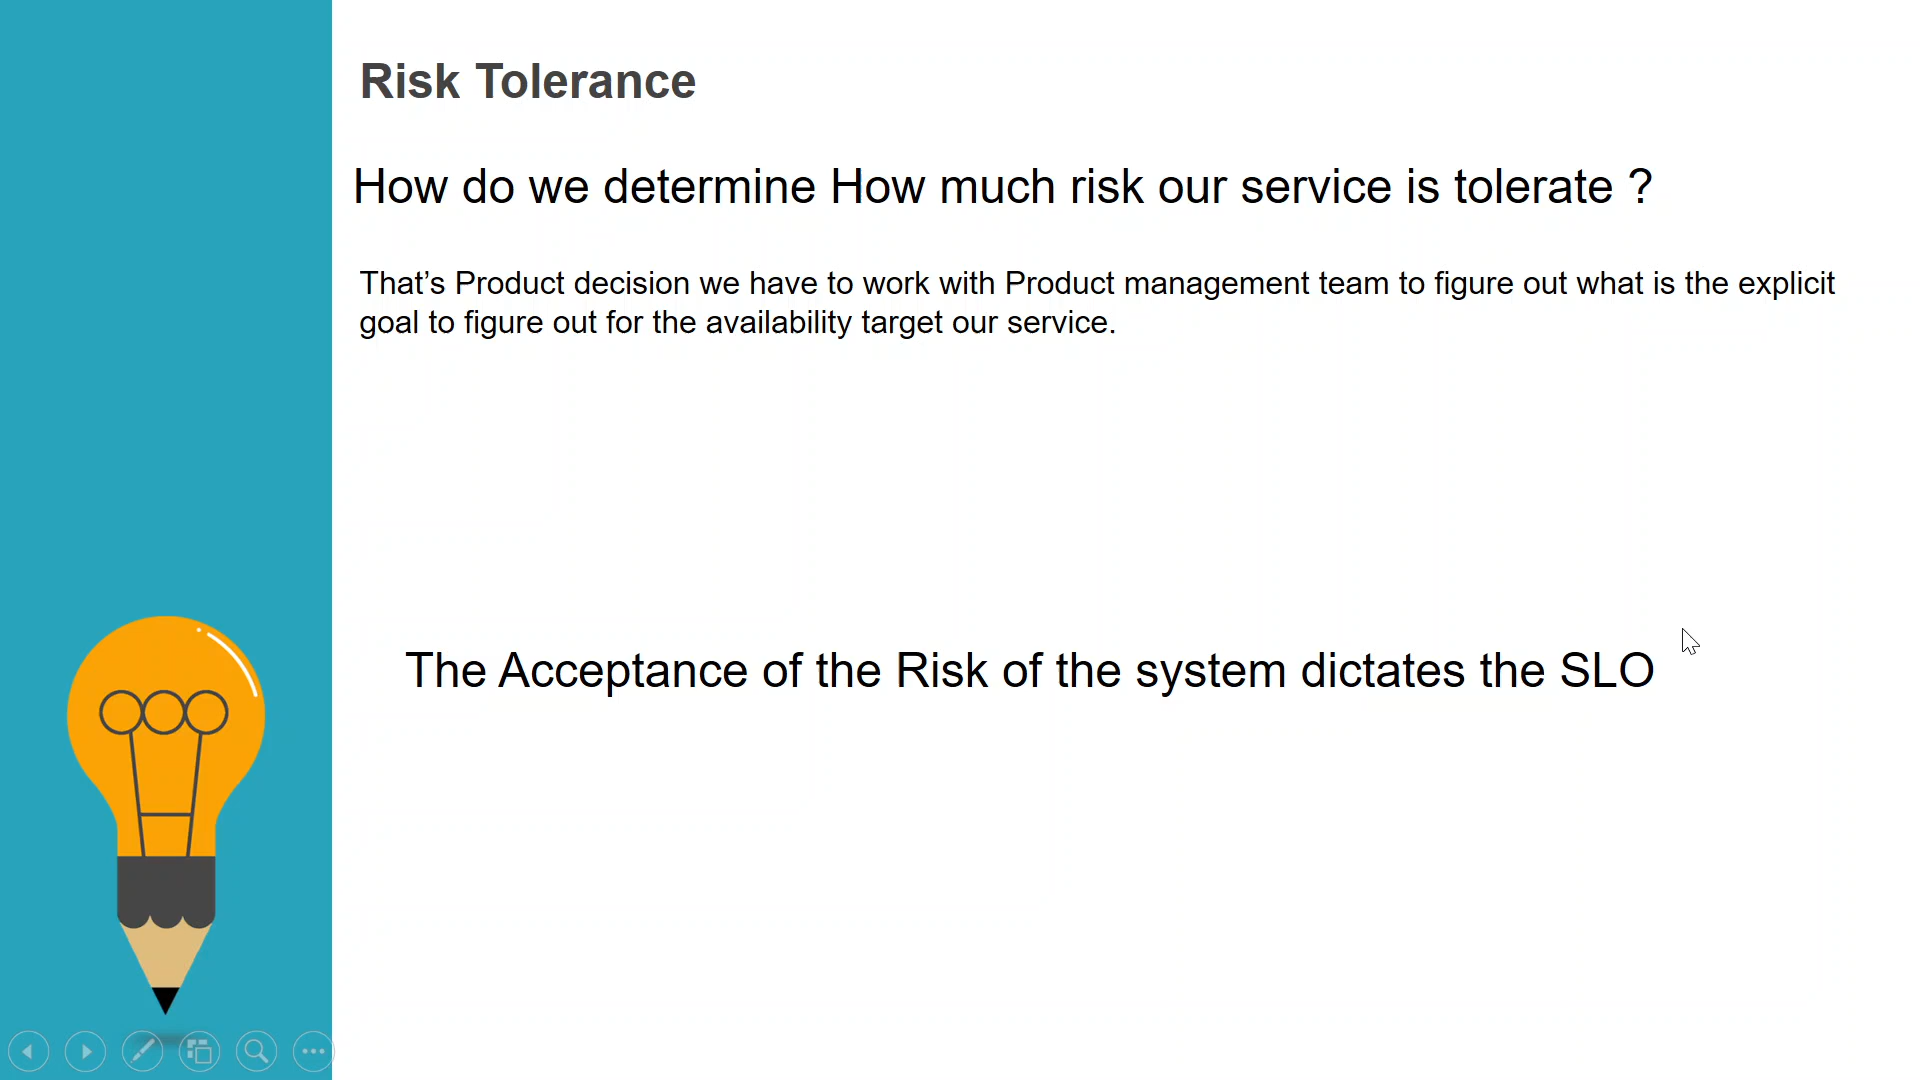 Risk Tolerance
How do we determine How much risk our service is tolerate ?
That’s Product decision we have to work with Product management team to figure out what is the explicit
goal to figure out for the availability target our service.
The Acceptance of the Risk of the system dictates the SLO